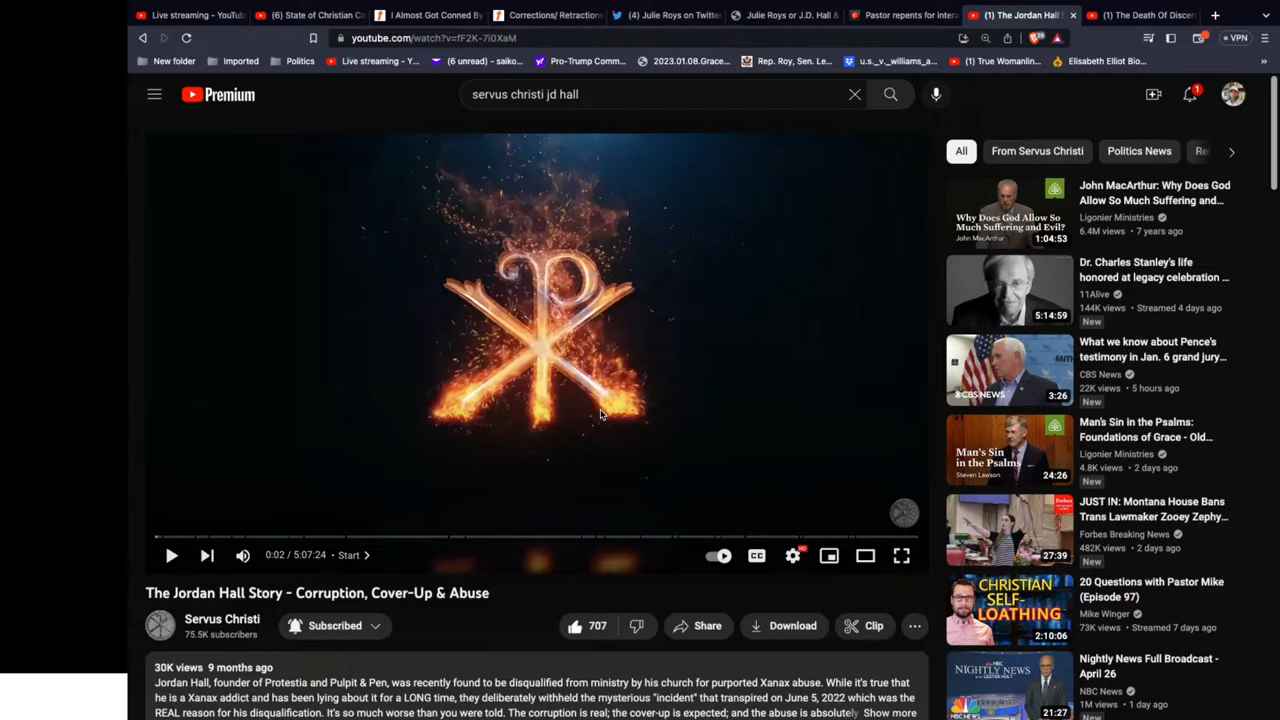 Live streaming - YouTub
(6) State of Christian Co
I Almost Got Conned By
Corrections/ Retractions
(4) Julie Roys on Twitte
Julie Roys or J.D. Hall &
Pastor repents for intera
(1) The Jordan Hall
(1) The Death Of Discer
youtube.com/watch?v=fF2K-7i0XaM
26
VPN
New folder
Imported
Politics
Live streaming - Y...
(6 unread) - saiko...
Pro-Trump Comm...
2023.01.08.Grace...
Rep. Roy, Sen. Le...
u.s._v._williams_a...
(1) True Womanlin...
Elisabeth Elliot Bio...
Premium
servus christi jd hall
1
All
From Servus Christi
Politics News
Re
John MacArthur: Why Does God
Allow So Much Suffering and...
Ligonier Ministries
6.4M views • 7 years ago
Why Does God Allow
So Much Suffering and Evil?
John MacArthur
1:04:53
Dr. Charles Stanley's life
honored at legacy celebration ...
11Alive
144K views • Streamed 4 days ago
New
5:14:59
What we know about Pence's
testimony in Jan. 6 grand jury...
CBS News
22K views • 5 hours ago
New
CBS NEWS
3:26
Man's Sin in the Psalms:
Foundations of Grace - Old...
Ligonier Ministries
4.8K views • 2 days ago
New
Man's Sin
in the Psalms
Steven Lawson
24:26
JUST IN: Montana House Bans
Trans Lawmaker Zooey Zephy...
Forbes Breaking News
482K views • 2 days ago
New
Forbes
27:39
20 Questions with Pastor Mike
(Episode 97)
Mike Winger
73K views • Streamed 7 days ago
CHRISTIAN
SELF-
LOATHING
2:10:06
Nightly News Full Broadcast -
April 26
NBC News
1M views • 1 day ago
NIGHTLY NEWS
21:27
0:02 / 5:07:24 • Start
CC
HD
The Jordan Hall Story - Corruption, Cover-Up & Abuse
Servus Christi
75.5K subscribers
Subscribed
707
Share
Download
Clip
30K views 9 months ago
Jordan Hall, founder of Protestia and Pulpit & Pen, was recently found to be disqualified from ministry by his church for purported Xanax abuse. While it's true that
he is a Xanax addict and has been lying about it for a LONG time, they deliberately withheld the mysterious "incident" that transpired on June 5, 2022 which was the
REAL reason for his disqualification. It's so much worse than you were told. The corruption is real; the cover-up is expected; and the abuse is absolutely Show more